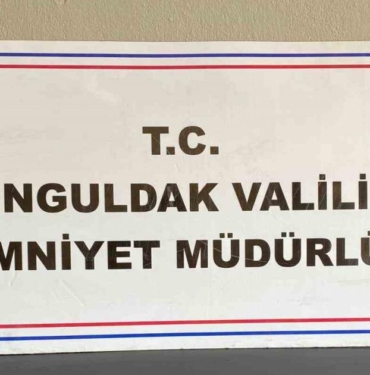 T.C.
NGULDAK VALİLİ
MNİYET MÜDÜRLÜ